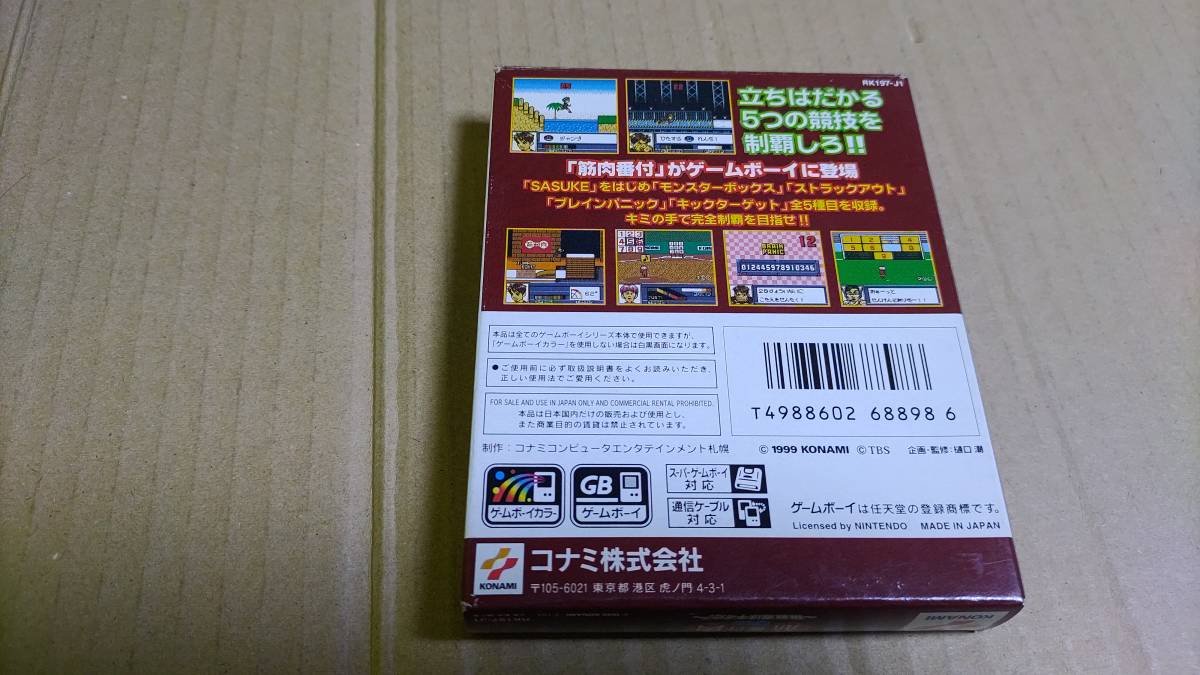 RK197-J1
立ちはだかる
5つの競技を
制覇しろ!!
「筋肉番付」がゲームボーイに登場
「SASUKE」をはじめ「モンスターボックス」「ストラックアウト」
「ブレインパニック」「キックターゲット」全5種目を収録。
キミの手で完全制覇を目指せ!!
ジャンプ
BRAIN PANIC
12
012445978910346
62°
本品は全てのゲームボーイシリーズ本体で使用できますが、
「ゲームボーイカラー」を使用しない場合は白黒画面になります。
●ご使用前に必ず取扱説明書をよくお読みいただき、
正しい使用法でご愛用ください。
FOR SALE AND USE IN JAPAN ONLY AND COMMERCIAL RENTAL PROHIBITED.
本品は日本国内だけの販売および使用とし、
また商業目的の賃貸は禁止されています。
T4988602 68898 6
制作:コナミコンピュータエンタテインメント札幌
© 1999 KONAMI © TBS 企画・監修:樋口 潮
ゲームボーイカラー
GB
ゲームボーイ
スーパーゲームボーイ
対応
通信ケーブル
対応
ゲームボーイは任天堂の登録商標です。
Licensed by NINTENDO MADE IN JAPAN
KONAMI
コナミ株式会社
〒105-6021 東京都 港区 虎ノ門 4-3-1
KONAMI